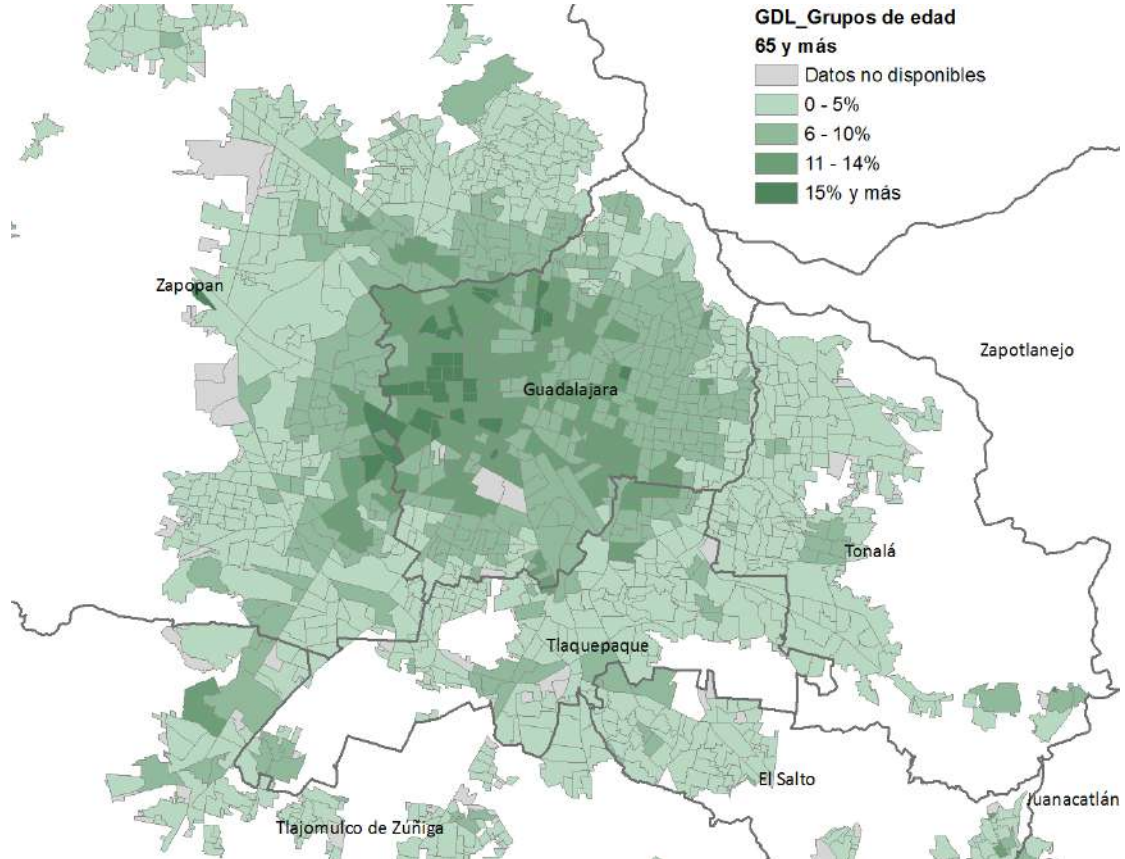 GDL_Grupos de edad
65 y más
Datos no disponibles
0 - 5%
6 - 10%
11 - 14%
15% y más
Zapopan
Zapotlanejo
Guadalajara
Tonalá
Tlaquepaque
El Salto
Juanacatlán
Tlajomulco de Zúñiga